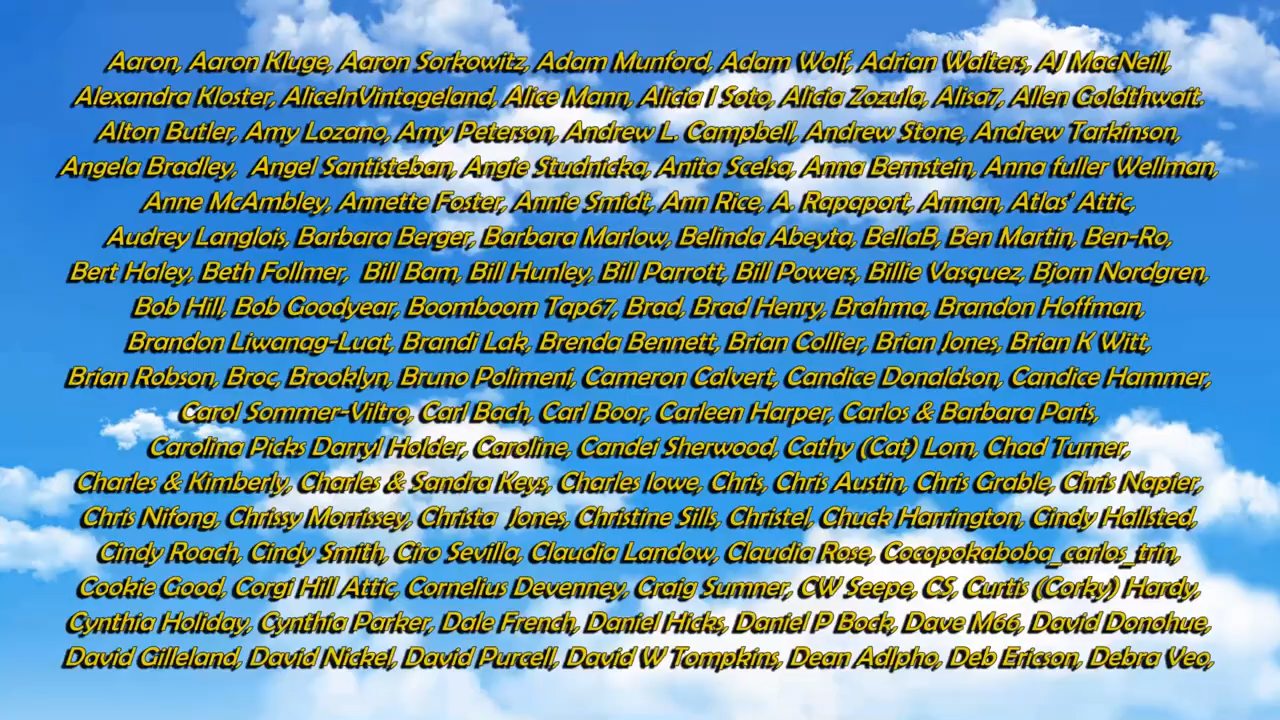 Aaron, Aaron Kluge, Aaron Sorkowitz, Adam Munford, Adam Wolf, Adrian Walters, AJ MacNeill,
Alexandra Kloster, AliceInVintageland, Alice Mann, Alicia I Soto, Alicia Zozula, Alisa7, Allen Goldthwait.
Alton Butler, Amy Lozano, Amy Peterson, Andrew L. Campbell, Andrew Stone, Andrew Tarkinson,
Angela Bradley, Angel Santisteban, Angie Studnicka, Anita Scelsa, Anna Bernstein, Anna fuller Wellman,
Anne McAmbley, Annette Foster, Annie Smidt, Ann Rice, A. Rapaport, Arman, Atlas' Attic,
Audrey Langlois, Barbara Berger, Barbara Marlow, Belinda Abeyta, BellaB, Ben Martin, Ben-Ro,
Bert Haley, Beth Follmer, Bill Bam, Bill Hunley, Bill Parrott, Bill Powers, Billie Vasquez, Bjorn Nordgren,
Bob Hill, Bob Goodyear, Boomboom Tap67, Brad, Brad Henry, Brahma, Brandon Hoffman,
Brandon Liwanag-Luat, Brandi Lak, Brenda Bennett, Brian Collier, Brian Jones, Brian K Witt,
Brian Robson, Broc, Brooklyn, Bruno Polimeni, Cameron Calvert, Candice Donaldson, Candice Hammer,
Carol Sommer-Viltro, Carl Bach, Carl Boor, Carleen Harper, Carlos & Barbara Paris,
Carolina Picks Darryl Holder, Caroline, Candei Sherwood, Cathy (Cat) Lom, Chad Turner,
Charles & Kimberly, Charles & Sandra Keys, Charles lowe, Chris, Chris Austin, Chris Grable, Chris Napier,
Chris Nifong, Chrissy Morrissey, Christa Jones, Christine Sills, Christel, Chuck Harrington, Cindy Hallsted,
Cindy Roach, Cindy Smith, Ciro Sevilla, Claudia Landow, Claudia Rose, Cocopokaboba_carlos_trin,
Cookie Good, Corgi Hill Attic, Cornelius Devenney, Craig Sumner, CW Seepe, CS, Curtis (Corky) Hardy,
Cynthia Holiday, Cynthia Parker, Dale French, Daniel Hicks, Daniel P Bock, Dave M66, David Donohue,
David Gilleland, David Nickel, David Purcell, David W Tompkins, Dean Adlpho, Deb Ericson, Debra Veo,